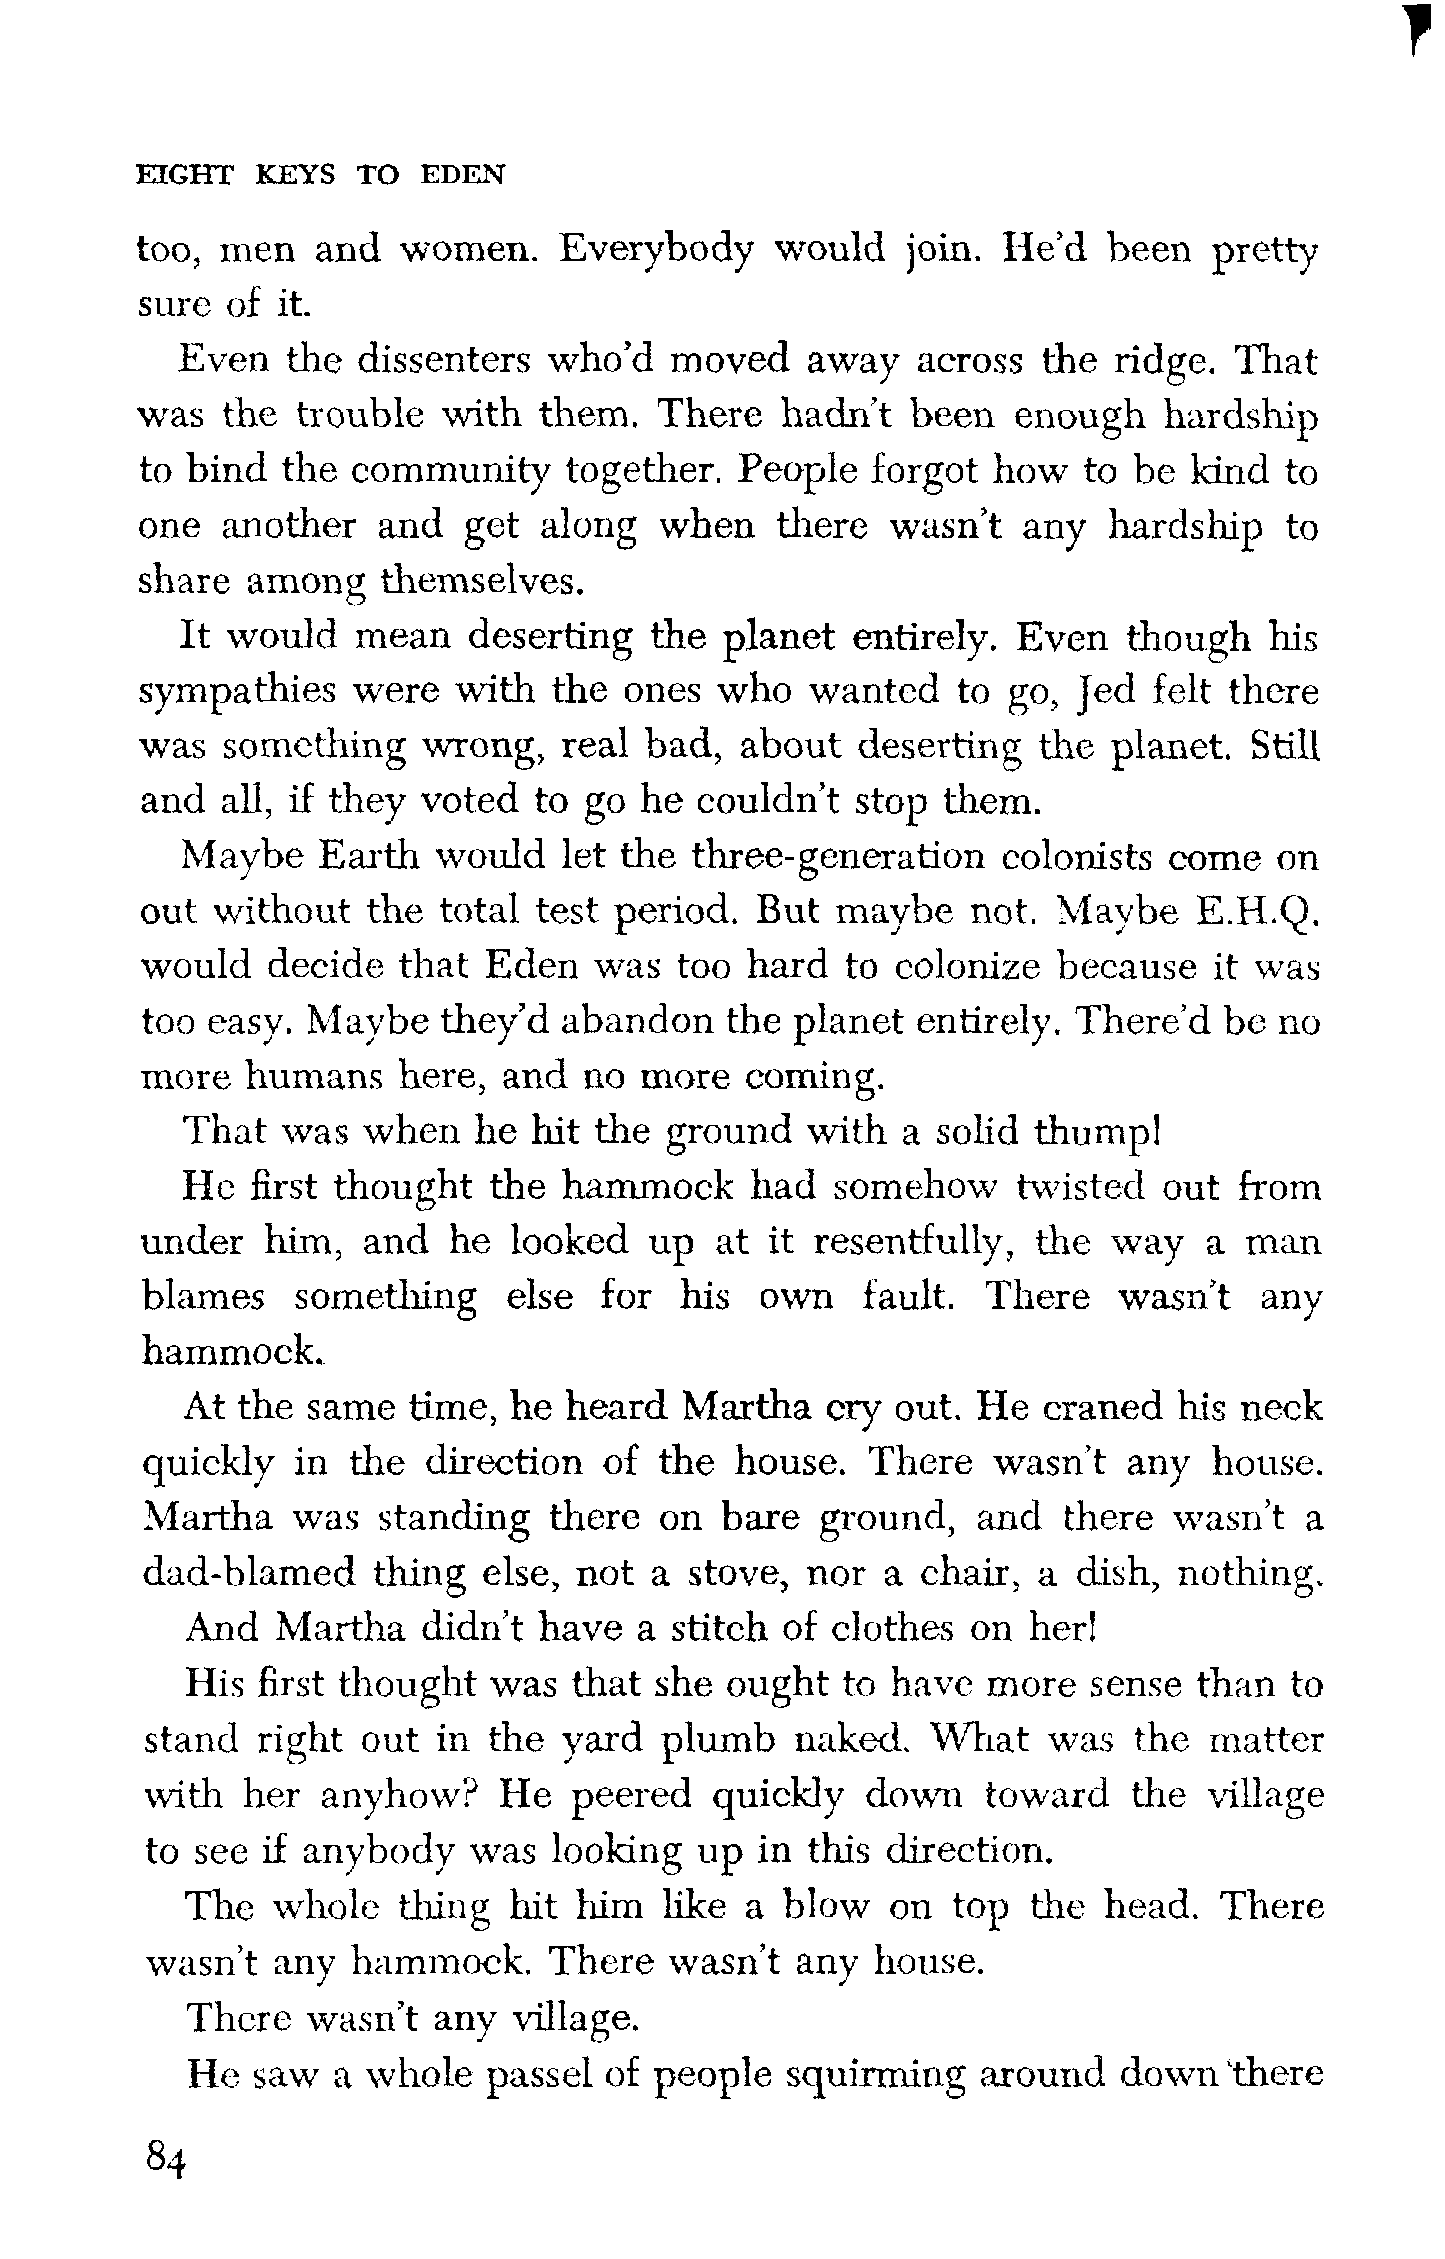 EIGHT KEYS TO EDEN
too, men and women. Everybody would join. He'd been pretty
sure of it.
Even the dissenters who'd moved away across the ridge. That
was the trouble with them. There hadn't been enough hardship
to bind the community together. People forgot how to be kind to
one another and get along when there wasn't any hardship to
share among themselves.
It would mean deserting the planet entirely. Even though his
sympathies were with the ones who wanted to go, Jed felt there
was something wrong, real bad, about deserting the planet. Still
and all, if they voted to go he couldn't stop them.
Maybe Earth would let the three-generation colonists come on
out without the total test period. But maybe not. Maybe E.H.Q.
would decide that Eden was too hard to colonize because it was
too easy. Maybe they'd abandon the planet entirely. There'd be no
more humans here, and no more coming.
That was when he hit the ground with a solid thump!
He first thought the hammock had somehow twisted out from
under him, and he looked up at it resentfully, the way a man
blames something else for his own fault. There wasn't any
hammock.
At the same time, he heard Martha cry out. He craned his neck
quickly in the direction of the house. There wasn't any house.
Martha was standing there on bare ground, and there wasn't a
dad-blamed thing else, not a stove, nor a chair, a dish, nothing.
And Martha didn't have a stitch of clothes on her!
His first thought was that she ought to have more sense than to
stand right out in the yard plumb naked. What was the matter
with her anyhow? He peered quickly down toward the village
to see if anybody was looking up in this direction.
The whole thing hit him like a blow on top the head. There
wasn't any hammock. There wasn't any house.
There wasn't any village.
He saw a whole passel of people squirming around down there
84